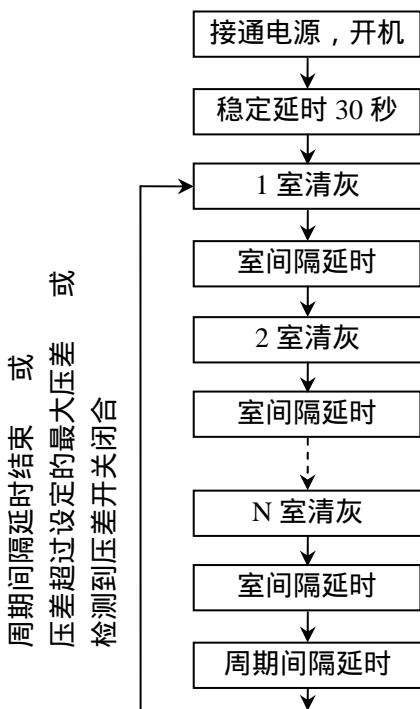 接通电源，开机
稳定延时 30 秒
1 室清灰
室间隔延时
2 室清灰
室间隔延时
N 室清灰
室间隔延时
周期间隔延时
周期间隔延时结束 或
压差超过设定的最大压差 或
检测到压差开关闭合